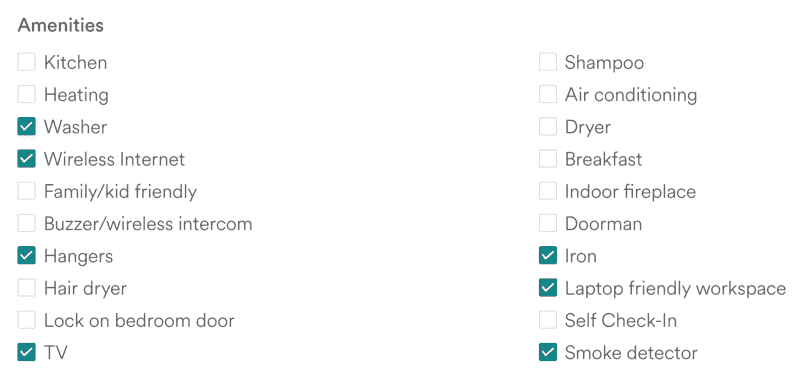 Amenities
Kitchen
Heating
Washer
Wireless Internet
Family/kid friendly
Buzzer/wireless intercom
Hangers
Hair dryer
Lock on bedroom door
TV
Shampoo
Air conditioning
Dryer
Breakfast
Indoor fireplace
Doorman
Iron
Laptop friendly workspace
Self Check-In
Smoke detector